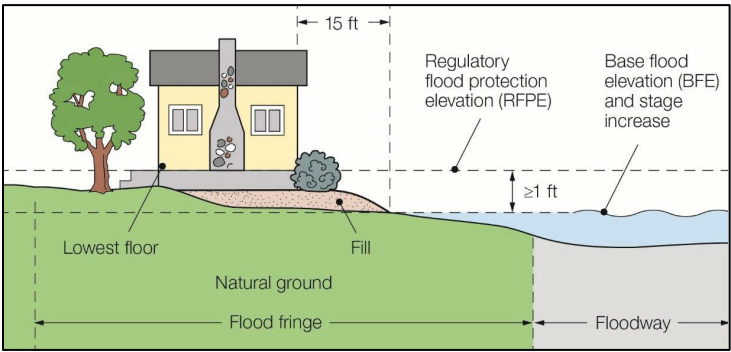 15 ft
Regulatory
flood protection
elevation (RFPE)
Base flood
elevation (BFE)
and stage
increase
≥1 ft
Lowest floor
Fill
Natural ground
Flood fringe
Floodway